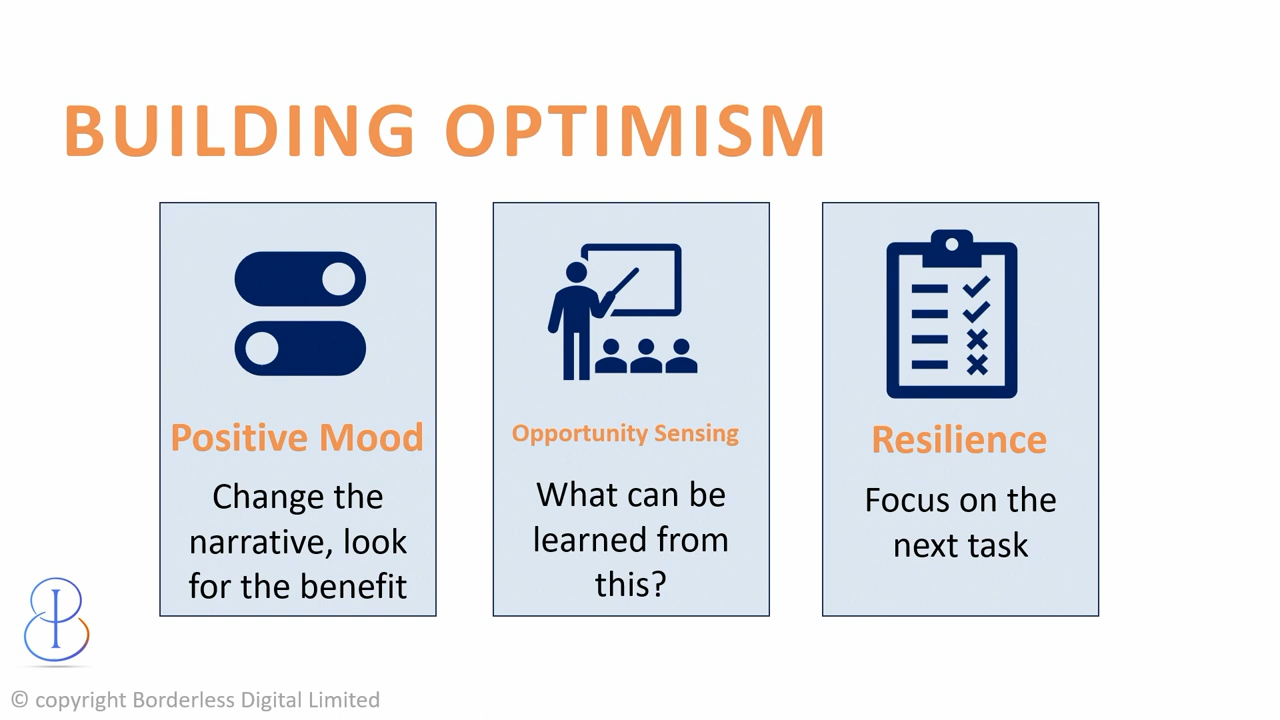 BUILDING OPTIMISM
Positive Mood
Change the
narrative, look
for the benefit
Opportunity Sensing
What can be
learned from
this?
Resilience
Focus on the
next task
© copyright Borderless Digital Limited